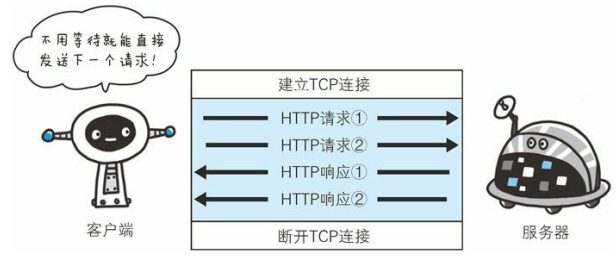 不用等待就能直接
发送下一个请求！
建立TCP连接
HTTP请求①
HTTP请求②
HTTP响应①
HTTP响应②
断开TCP连接
客户端
服务器